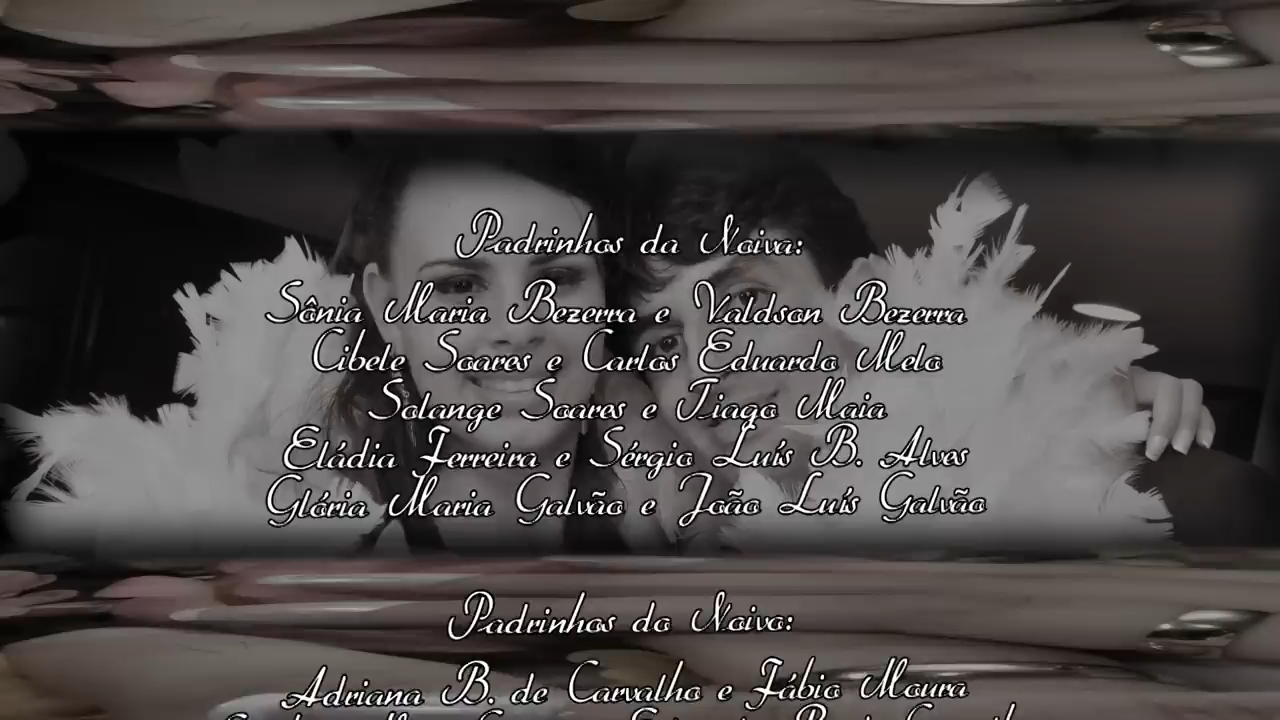 Padrinhos da Noiva:
Sônia Maria Bezerra e Valdson Bezerra
Cibele Soares e Carlos Eduardo Melo
Solange Soares e Tiago Maia
Eládia Ferreira e Sérgio Luís B. Alves
Glória Maria Galvão e João Luís Galvão
Padrinhos do Noivo:
Adriana B. de Carvalho e Fábio Moura